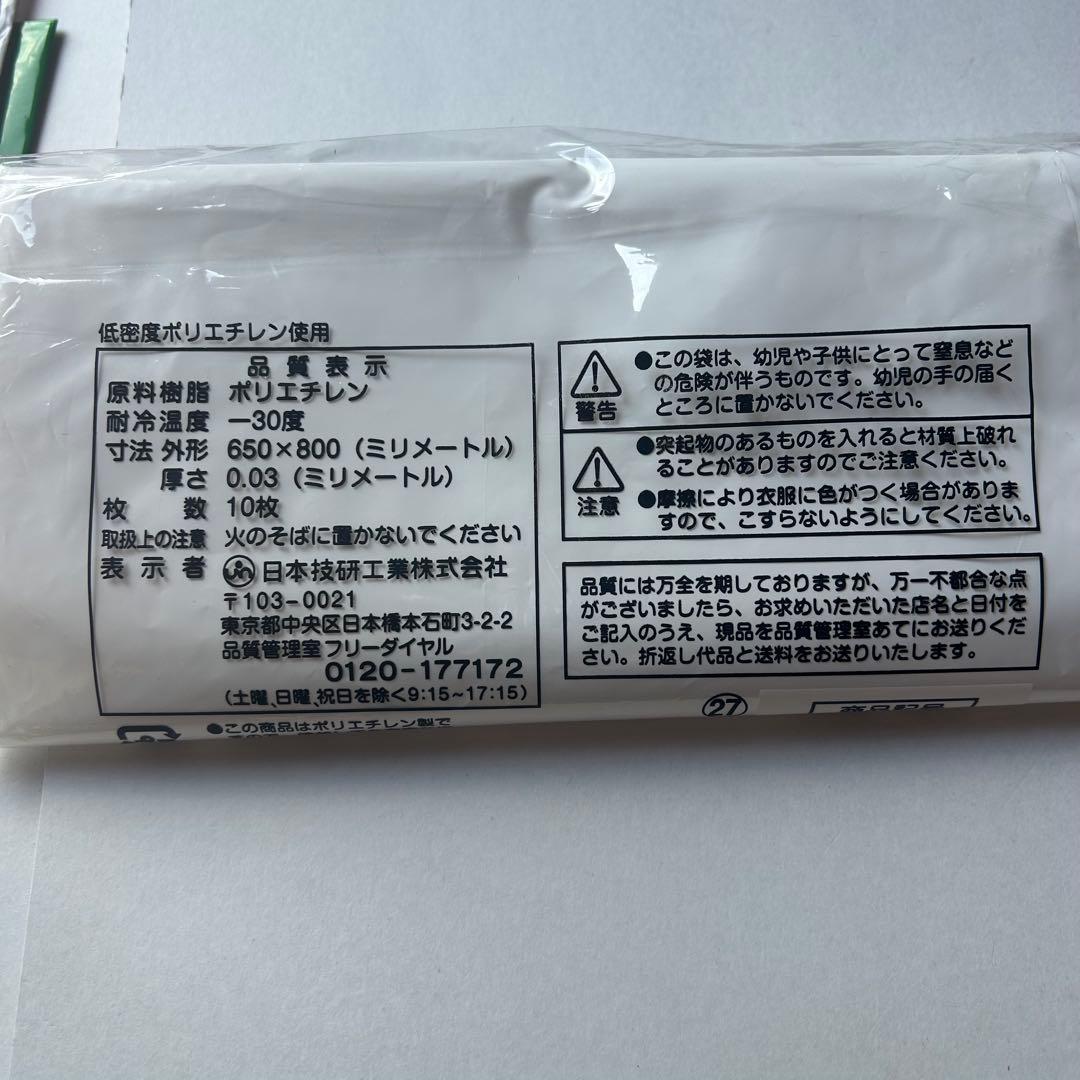 低密度ポリエチレン使用
品質表示
原料樹脂 ポリエチレン
耐冷温度 −30度
寸法 外形 650×800（ミリメートル）
厚さ 0.03（ミリメートル）
枚数 10枚
取扱上の注意 火のそばに置かないでください
表示者 日本技研工業株式会社
〒103-0021
東京都中央区日本橋本石町3-2-2
品質管理室フリーダイヤル
0120-177172
（土曜、日曜、祝日を除く9:15~17:15）
●この商品はポリエチレン製で
警告
●この袋は、幼児や子供にとって窒息など
の危険が伴うものです。幼児の手の届く
ところに置かないでください。
注意
●突起物のあるものを入れると材質上破れ
ることがありますのでご注意ください。
●摩擦により衣服に色がつく場合がありま
すので、こすらないようにしてください。
品質には万全を期しておりますが、万一不都合な点
がございましたら、お求めいただいた店名と日付を
ご記入のうえ、現品を品質管理室あてにお送りくだ
さい。折返し代品と送料をお送りいたします。
㉗
商品記号